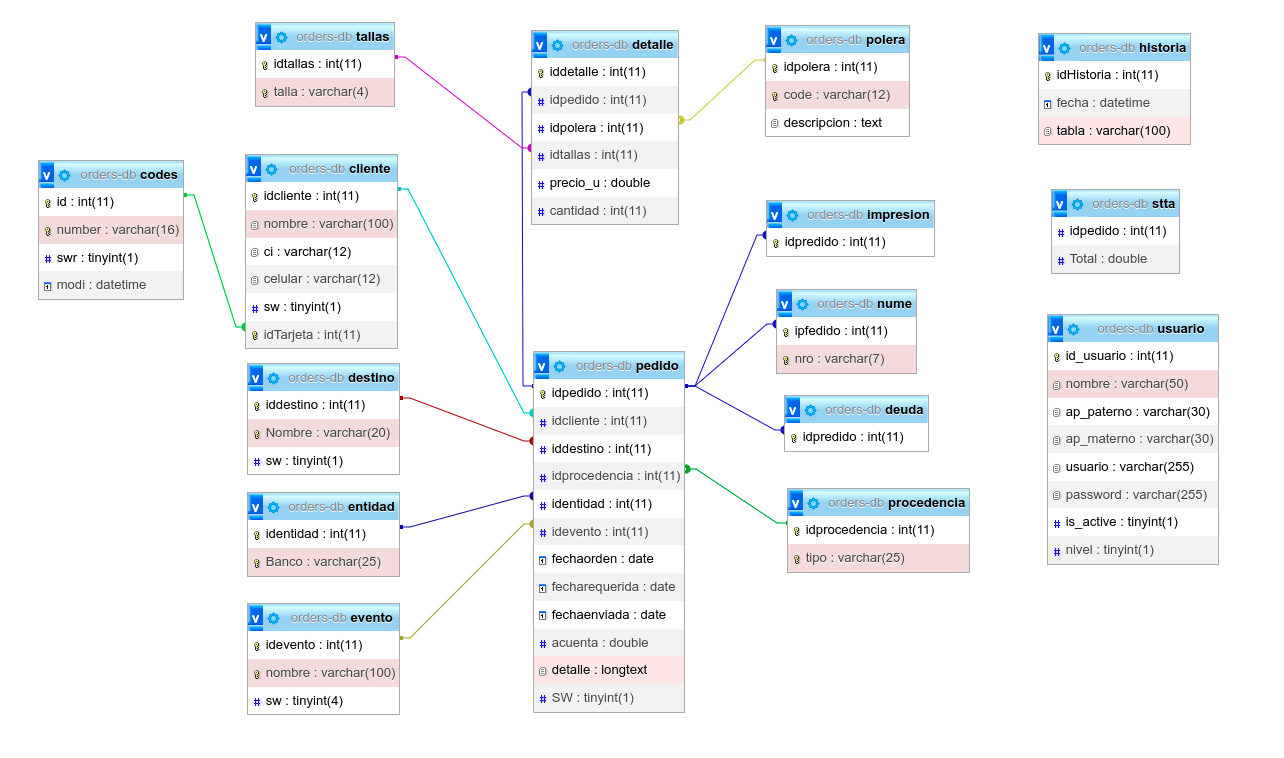 orders-db tallas
idtallas : int(11)
talla : varchar(4)
orders-db detalle
iddetalle : int(11)
idpedido : int(11)
idpolera : int(11)
idtallas : int(11)
precio_u : double
cantidad : int(11)
orders-db polera
idpolera : int(11)
code : varchar(12)
descripcion : text
orders-db historia
idHistoria : int(11)
fecha : datetime
tabla : varchar(100)
orders-db codes
id : int(11)
number : varchar(16)
swr : tinyint(1)
modi : datetime
orders-db cliente
idcliente : int(11)
nombre : varchar(100)
ci : varchar(12)
celular : varchar(12)
sw : tinyint(1)
idTarjeta : int(11)
orders-db impresion
idpredido : int(11)
orders-db stta
idpedido : int(11)
Total : double
orders-db nume
ipfedido : int(11)
nro : varchar(7)
orders-db usuario
id_usuario : int(11)
nombre : varchar(50)
ap_paterno : varchar(30)
ap_materno : varchar(30)
usuario : varchar(255)
password : varchar(255)
is_active : tinyint(1)
nivel : tinyint(1)
orders-db destino
iddestino : int(11)
Nombre : varchar(20)
sw : tinyint(1)
orders-db pedido
idpedido : int(11)
idcliente : int(11)
iddestino : int(11)
idprocedencia : int(11)
identidad : int(11)
idevento : int(11)
fechaorden : date
fecharequerida : date
fechaenviada : date
acuenta : double
detalle : longtext
SW : tinyint(1)
orders-db deuda
idpredido : int(11)
orders-db entidad
identidad : int(11)
Banco : varchar(25)
orders-db procedencia
idprocedencia : int(11)
tipo : varchar(25)
orders-db evento
idevento : int(11)
nombre : varchar(100)
sw : tinyint(4)